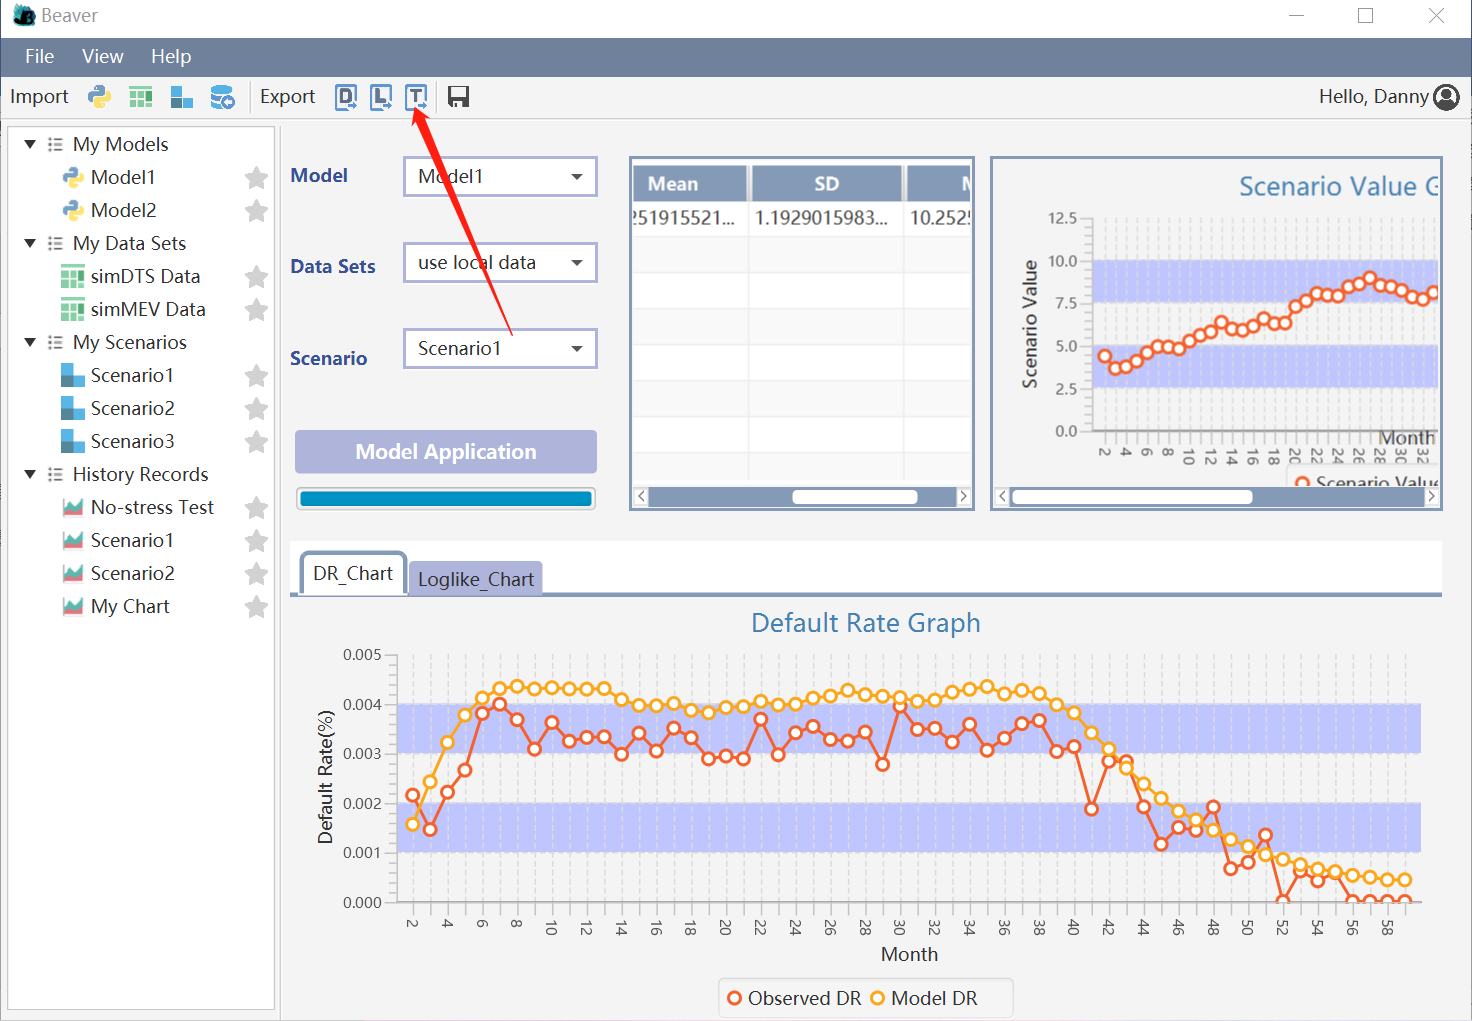 Beaver
File View Help
Import Export D L T Hello, Danny
My Models
Model1
Model2
My Data Sets
simDTS Data
simMEV Data
My Scenarios
Scenario1
Scenario2
Scenario3
History Records
No-stress Test
Scenario1
Scenario2
My Chart
Model Model1
Data Sets use local data
Scenario Scenario1
Model Application
Mean SD
251915521... 1.1929015983... 10.252
Scenario Value G
Scenario Value
12.5
10.0
7.5
5.0
2.5
0.0
2 4 6 8 10 12 14 16 18 20 22 24 26 28 30 32
Month
Scenario Value
DR_Chart Loglike_Chart
Default Rate Graph
Default Rate(%)
0.005
0.004
0.003
0.002
0.001
0.000
2 4 6 8 10 12 14 16 18 20 22 24 26 28 30 32 34 36 38 40 42 44 46 48 50 52 54 56 58
Month
Observed DR Model DR